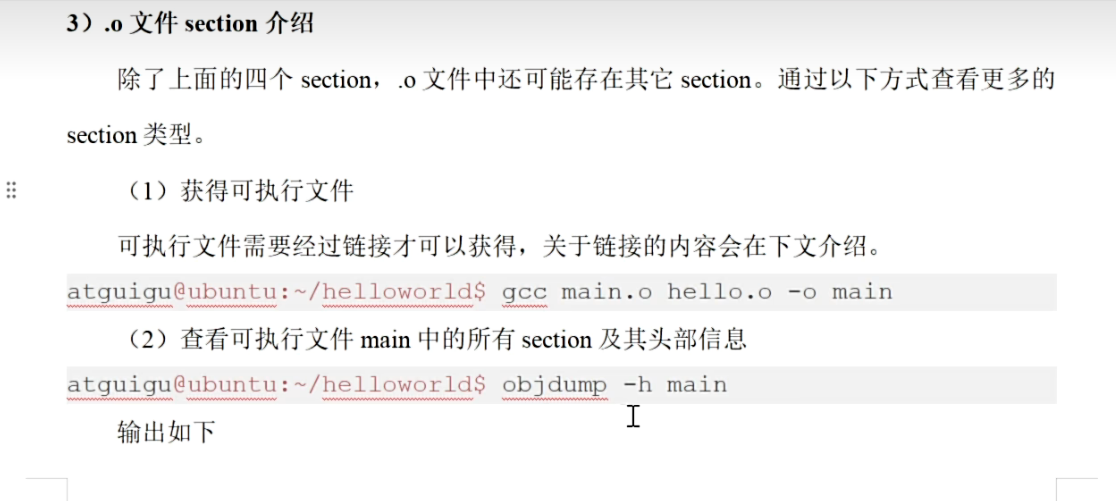 3）.o 文件 section 介绍
除了上面的四个 section，.o 文件中还可能存在其它 section。通过以下方式查看更多的
section 类型。
（1）获得可执行文件
可执行文件需要经过链接才可以获得，关于链接的内容会在下文介绍。
atguigu@ubuntu:~/helloworld$ gcc main.o hello.o -o main
（2）查看可执行文件 main 中的所有 section 及其头部信息
atguigu@ubuntu:~/helloworld$ objdump -h main
输出如下